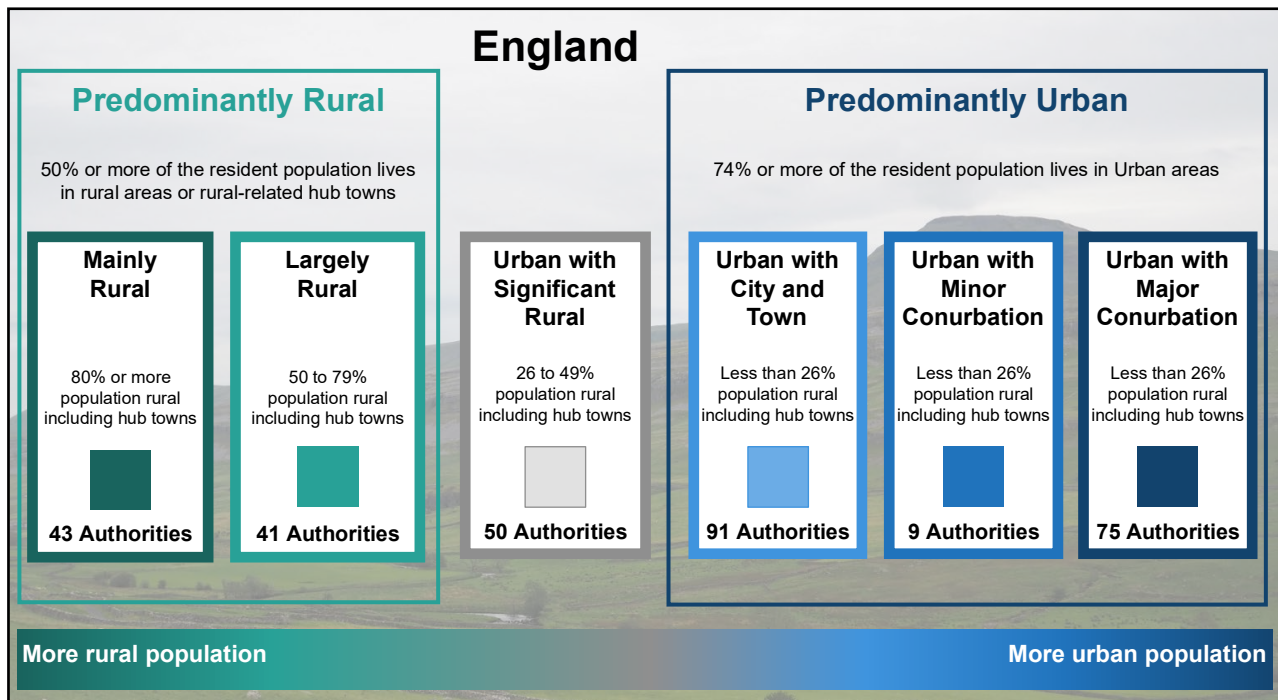 England
Predominantly Rural
50% or more of the resident population lives
in rural areas or rural-related hub towns
Mainly
Rural
80% or more
population rural
including hub towns
43 Authorities
Largely
Rural
50 to 79%
population rural
including hub towns
41 Authorities
Urban with
Significant
Rural
26 to 49%
population rural
including hub towns
50 Authorities
Predominantly Urban
74% or more of the resident population lives in Urban areas
Urban with
City and
Town
Less than 26%
population rural
including hub towns
91 Authorities
Urban with
Minor
Conurbation
Less than 26%
population rural
including hub towns
9 Authorities
Urban with
Major
Conurbation
Less than 26%
population rural
including hub towns
75 Authorities
More rural population
More urban population